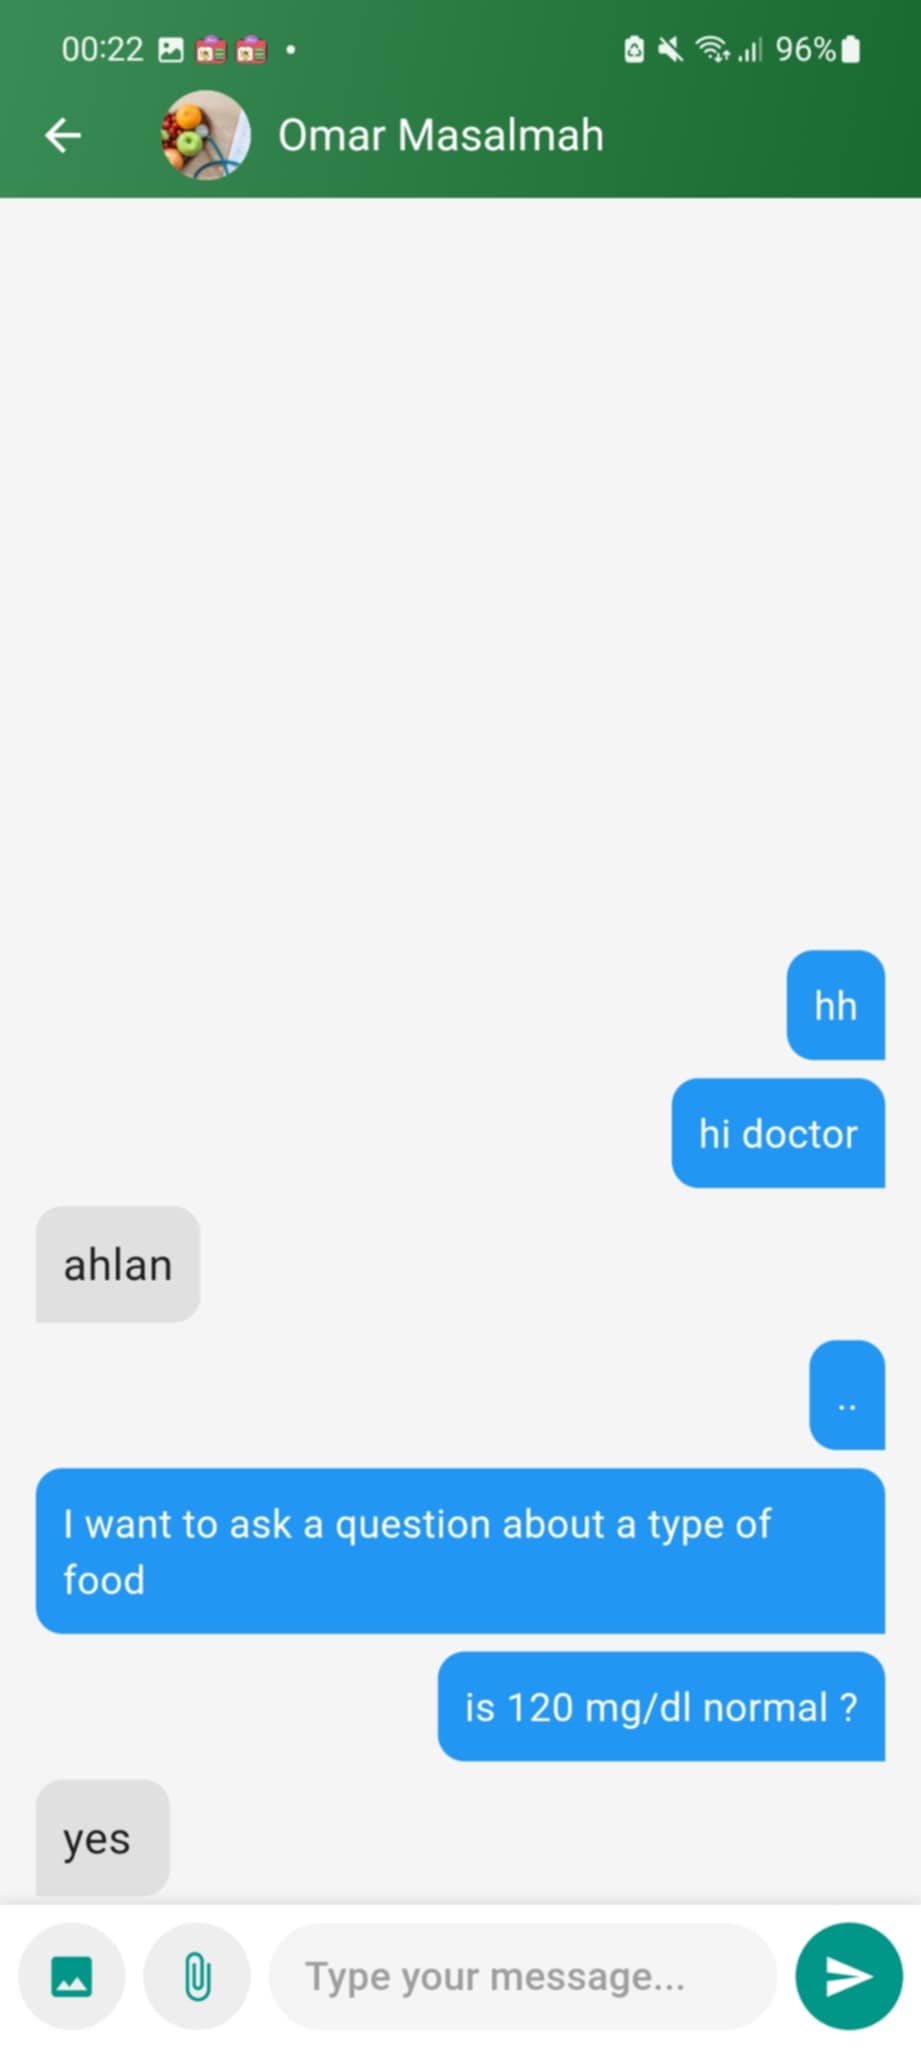 00:22
96%
Omar Masalmah
hh
hi doctor
ahlan
..
I want to ask a question about a type of
food
is 120 mg/dl normal ?
yes
Type your message...